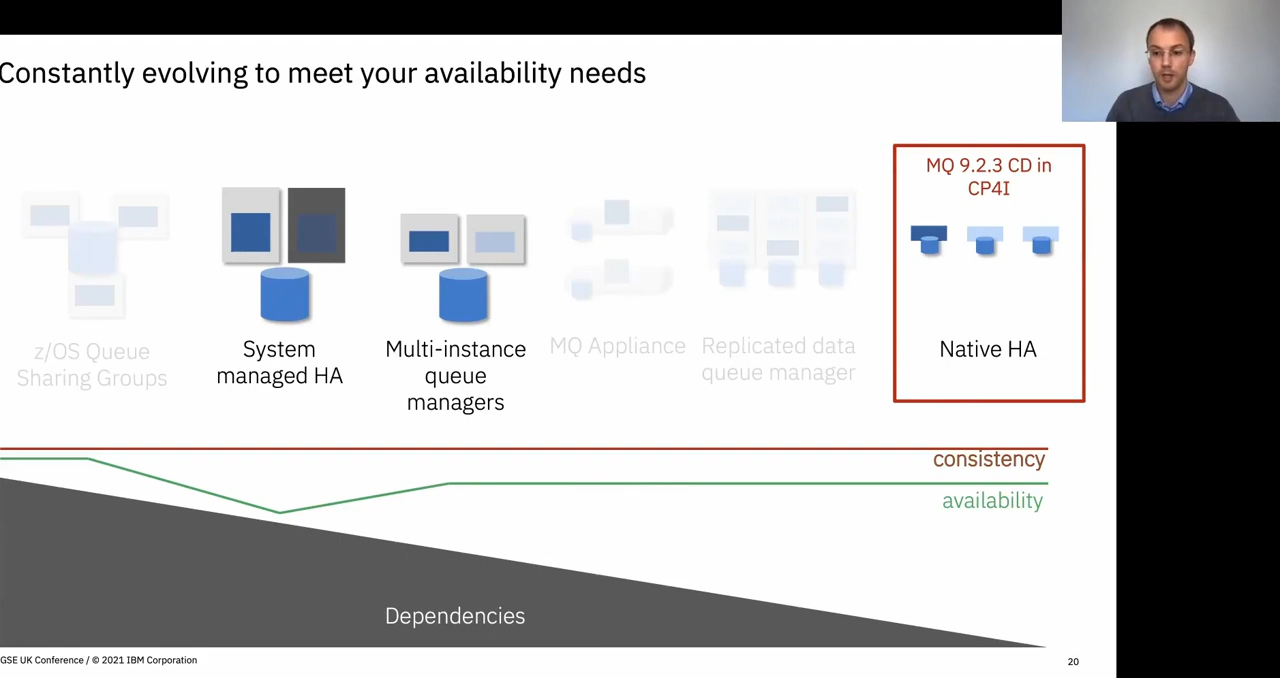 Constantly evolving to meet your availability needs
MQ 9.2.3 CD in
CP4I
z/OS Queue
Sharing Groups
System
managed HA
Multi-instance
queue
managers
MQ Appliance
Replicated data
queue manager
Native HA
consistency
availability
Dependencies
GSE UK Conference / © 2021 IBM Corporation
20